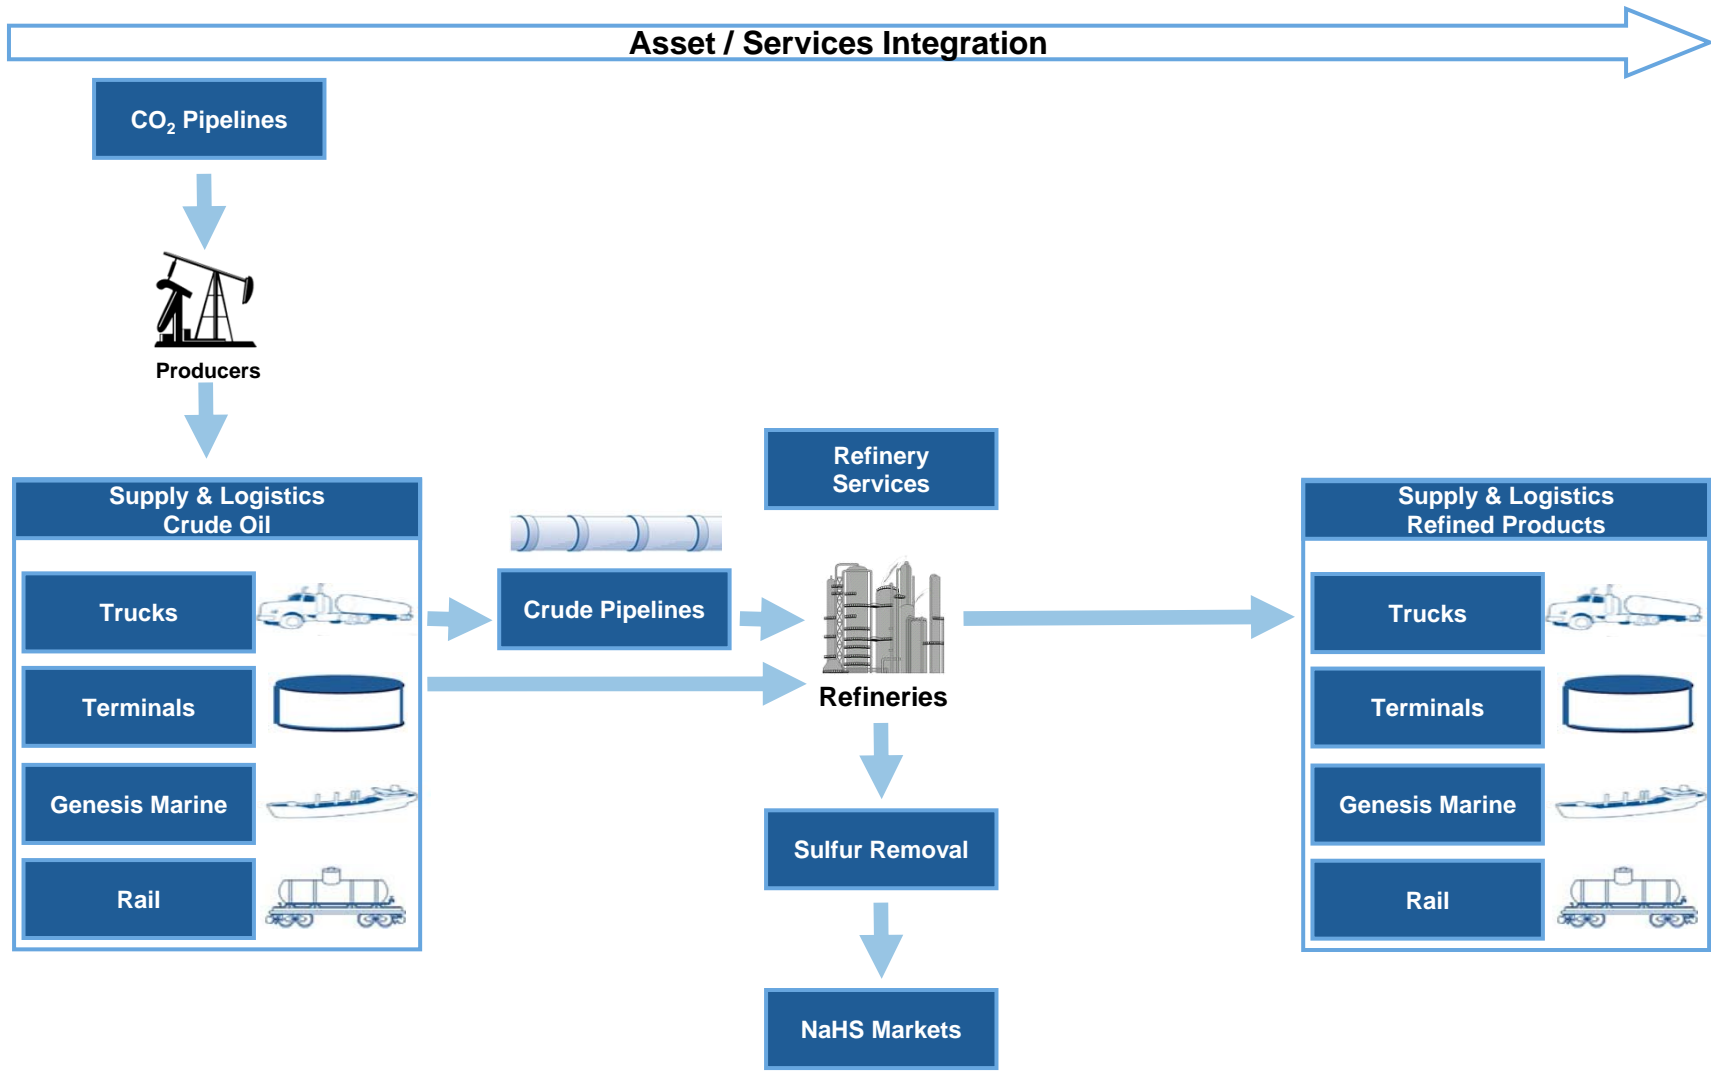 Asset / Services Integration
CO₂ Pipelines
Producers
Refinery
Services
Supply & Logistics
Crude Oil
Supply & Logistics
Refined Products
Trucks
Crude Pipelines
Trucks
Refineries
Terminals
Terminals
Genesis Marine
Genesis Marine
Sulfur Removal
Rail
Rail
NaHS Markets